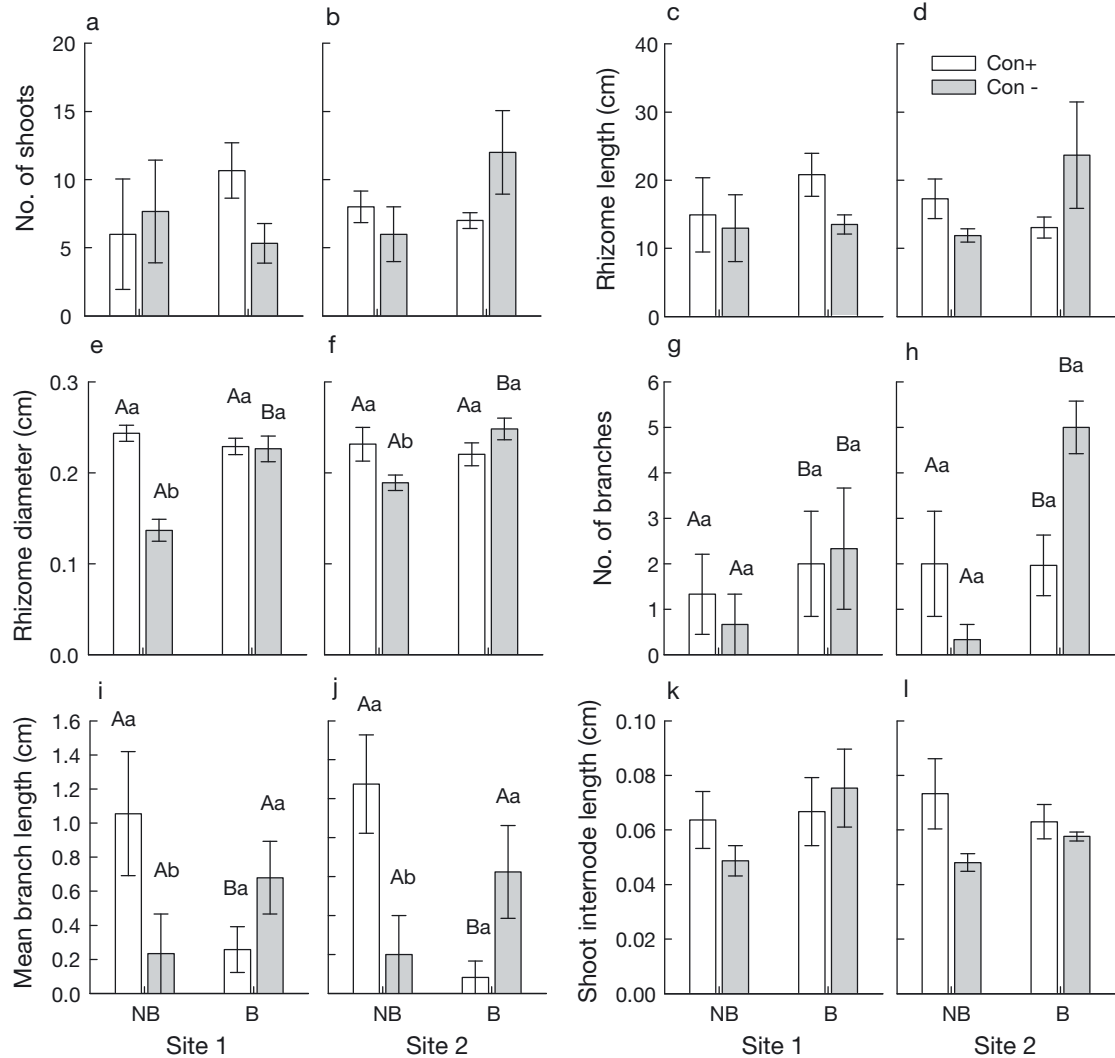 a
b
c
d
20
15
10
5
0
No. of shoots
40
30
20
10
0
Rhizome length (cm)
Con+
Con -
e
f
g
h
0.3
0.2
0.1
0.0
Rhizome diameter (cm)
Aa
Ab
Aa
Ba
Aa
Ab
Aa
Ba
6
5
4
3
2
1
0
No. of branches
Aa
Aa
Ba
Ba
Aa
Aa
Ba
Ba
i
j
k
l
1.6
1.4
1.2
1.0
0.8
0.6
0.4
0.2
0.0
Mean branch length (cm)
Aa
Ab
Ba
Aa
Aa
Ab
Ba
Aa
0.10
0.08
0.06
0.04
0.02
0.00
Shoot internode length (cm)
NB B NB B NB B NB B
Site 1 Site 2 Site 1 Site 2